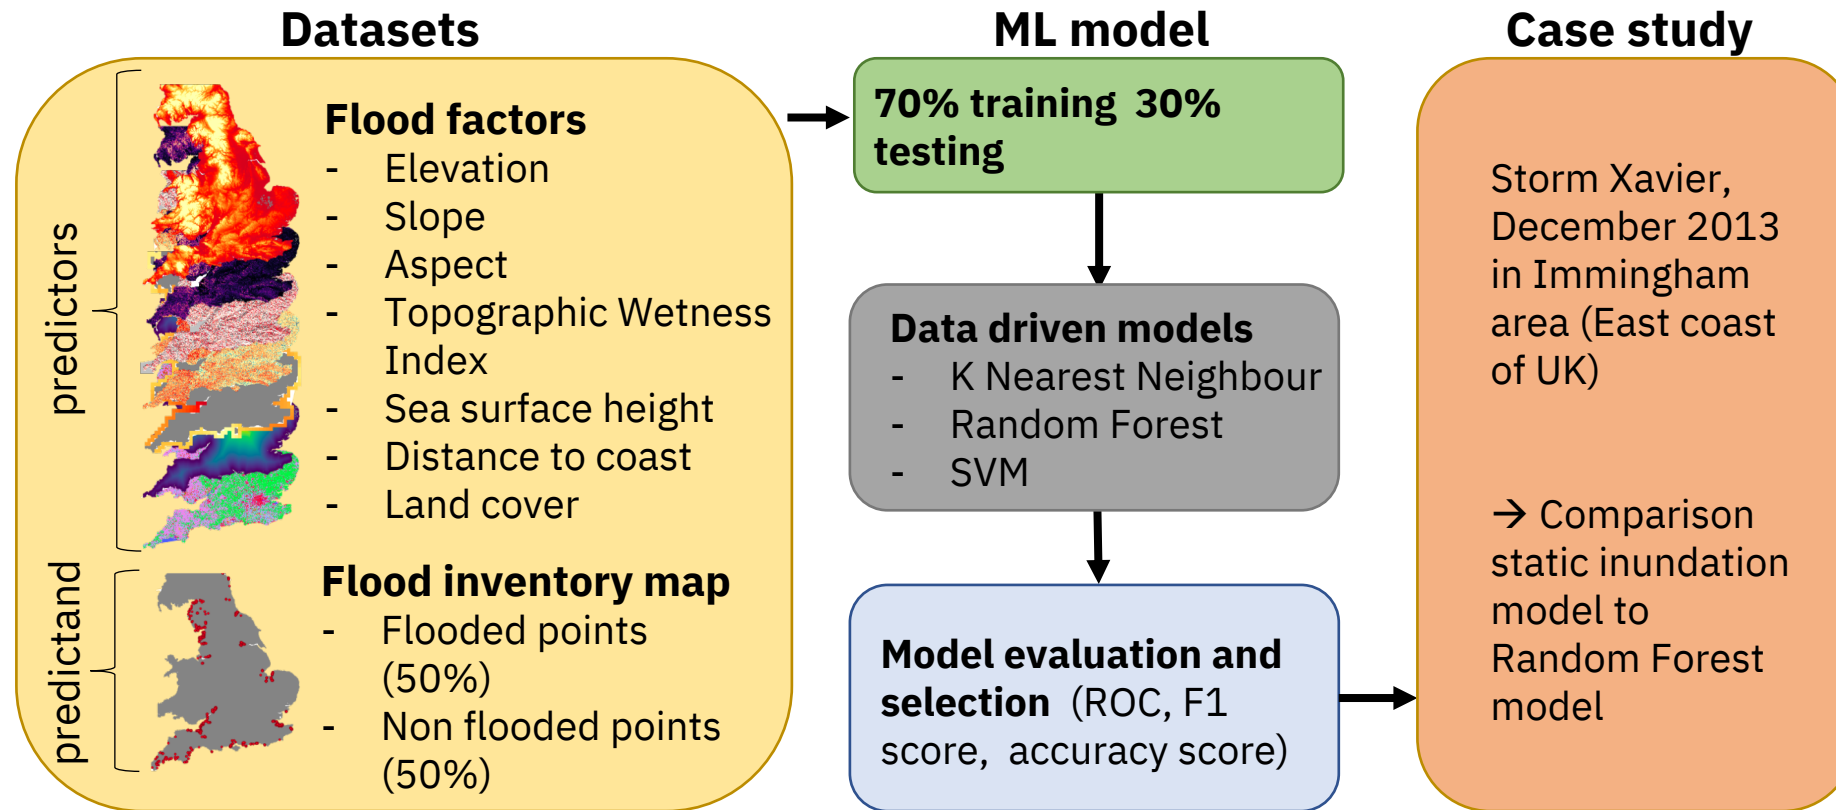 Datasets
predictors
Flood factors
- Elevation
- Slope
- Aspect
- Topographic Wetness
Index
- Sea surface height
- Distance to coast
- Land cover
predictand
Flood inventory map
- Flooded points
(50%)
- Non flooded points
(50%)
ML model
70% training 30%
testing
Data driven models
- K Nearest Neighbour
- Random Forest
- SVM
Model evaluation and
selection (ROC, F1
score, accuracy score)
Case study
Storm Xavier,
December 2013
in Immingham
area (East coast
of UK)
→ Comparison
static inundation
model to
Random Forest
model